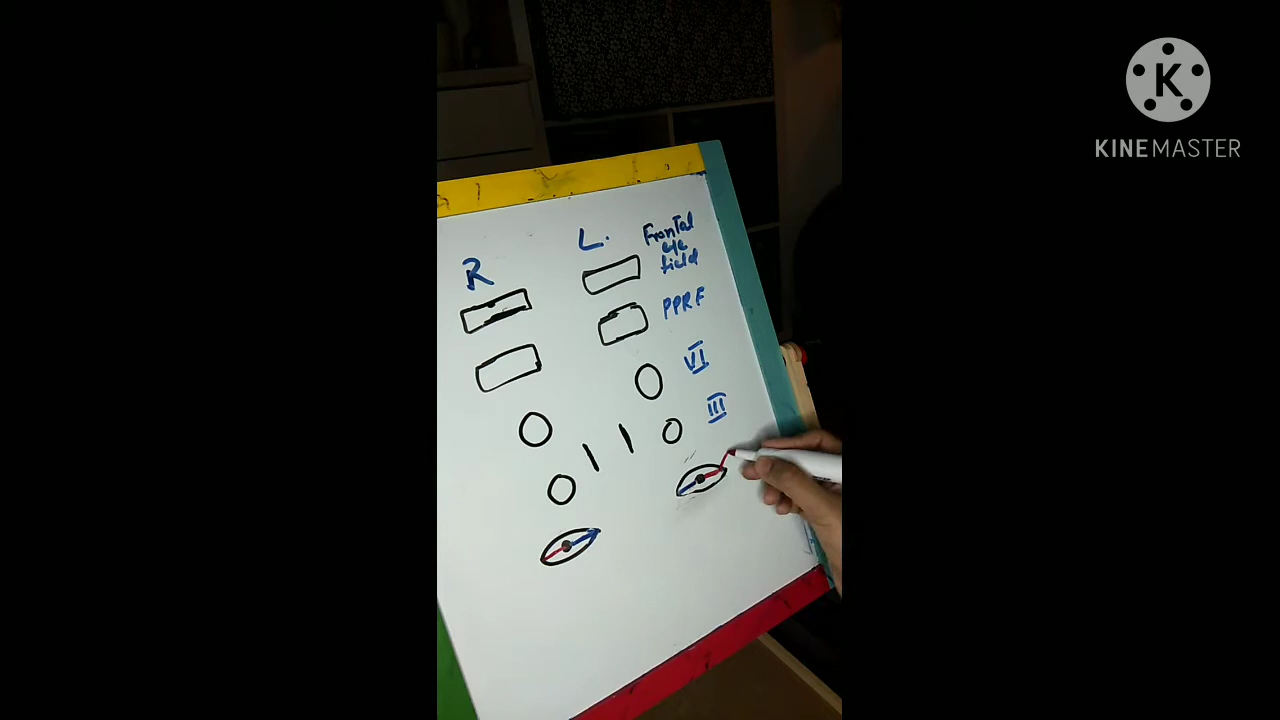 K
KINEMASTER
R
L.
Frontal
eye
field
PPRF
VI
III